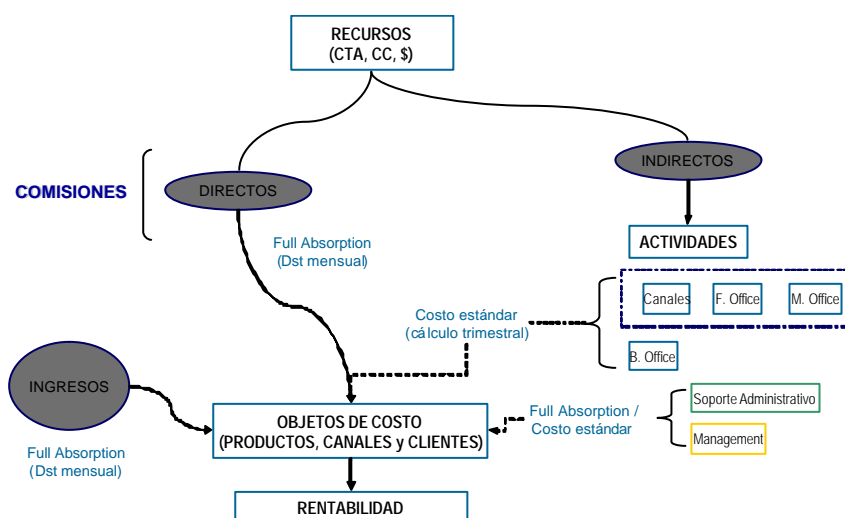 RECURSOS
(CTA, CC, $)
COMISIONES
DIRECTOS
INDIRECTOS
Full Absorption
(Dst mensual)
ACTIVIDADES
Canales
F. Office
M. Office
Costo estándar
(cálculo trimestral)
B. Office
INGRESOS
Full Absorption
(Dst mensual)
OBJETOS DE COSTO
(PRODUCTOS, CANALES y CLIENTES)
Full Absorption /
Costo estándar
Soporte Administrativo
Management
RENTABILIDAD